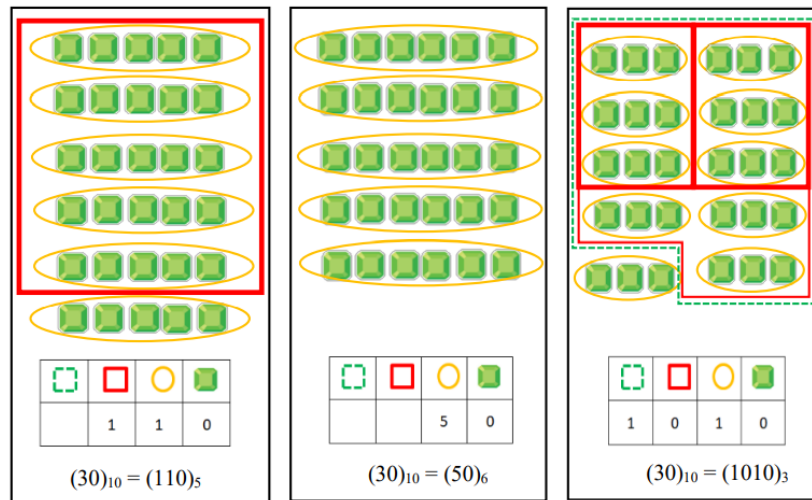 1 1 0
(30)₁₀ = (110)₅
5 0
(30)₁₀ = (50)₆
1 0 1 0
(30)₁₀ = (1010)₃